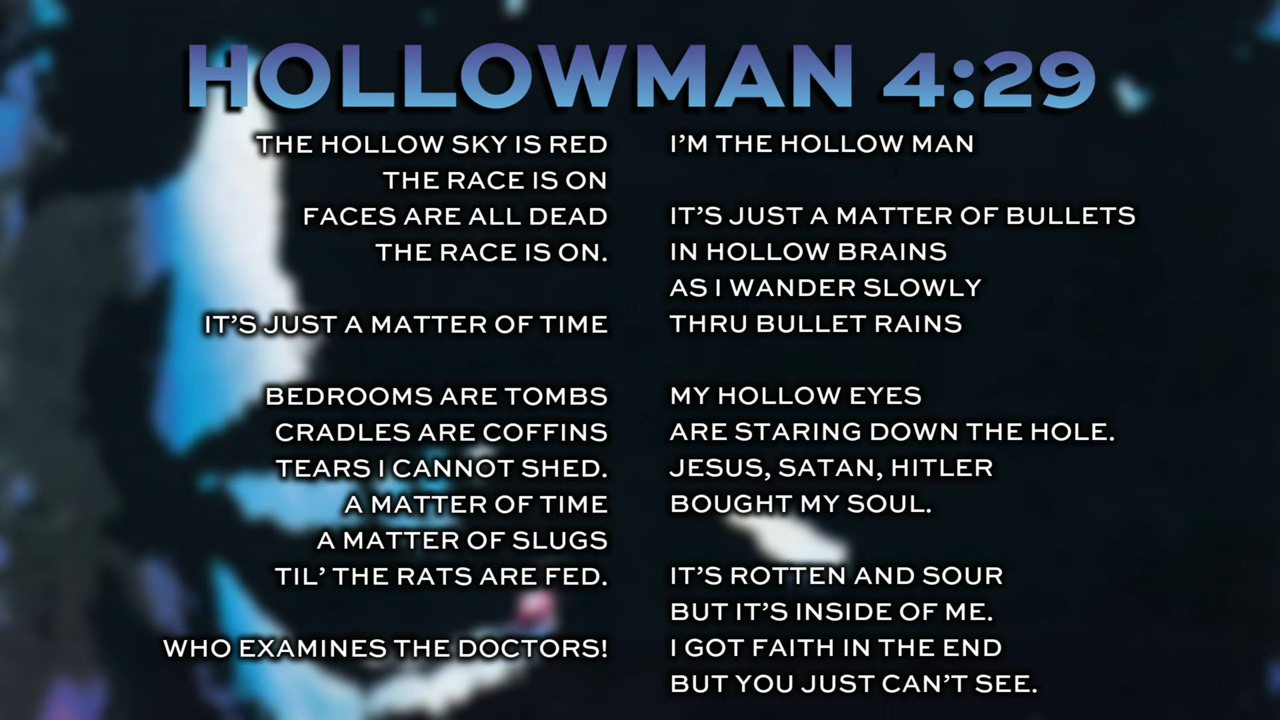 HOLLOWMAN 4:29
THE HOLLOW SKY IS RED
THE RACE IS ON
FACES ARE ALL DEAD
THE RACE IS ON.
IT'S JUST A MATTER OF TIME
BEDROOMS ARE TOMBS
CRADLES ARE COFFINS
TEARS I CANNOT SHED.
A MATTER OF TIME
A MATTER OF SLUGS
TIL' THE RATS ARE FED.
WHO EXAMINES THE DOCTORS!
I'M THE HOLLOW MAN
IT'S JUST A MATTER OF BULLETS
IN HOLLOW BRAINS
AS I WANDER SLOWLY
THRU BULLET RAINS
MY HOLLOW EYES
ARE STARING DOWN THE HOLE.
JESUS, SATAN, HITLER
BOUGHT MY SOUL.
IT'S ROTTEN AND SOUR
BUT IT'S INSIDE OF ME.
I GOT FAITH IN THE END
BUT YOU JUST CAN'T SEE.